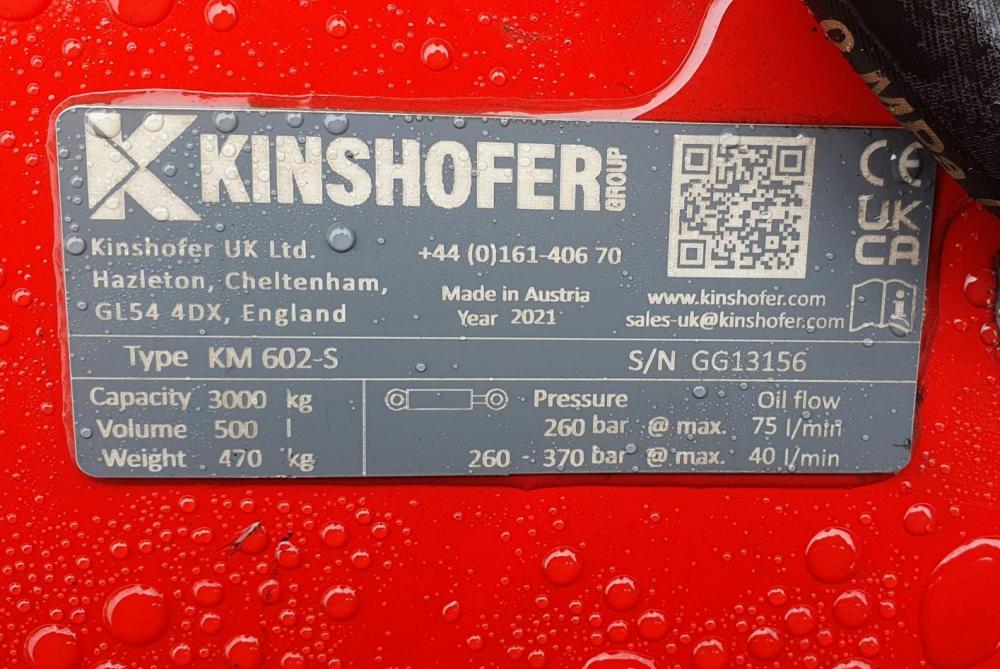 KINSHOFER GROUP
Kinshofer UK Ltd.
Hazleton, Cheltenham,
GL54 4DX, England
+44 (0)161-406 70
Made in Austria
Year 2021
CE
UK
CA
www.kinshofer.com
sales-uk@kinshofer.com
Type KM 602-S
S/N GG13156
Capacity 3000 kg
Volume 500 l
Weight 470 kg
Pressure Oil flow
260 bar @ max. 75 l/min
260 - 370 bar @ max. 40 l/min